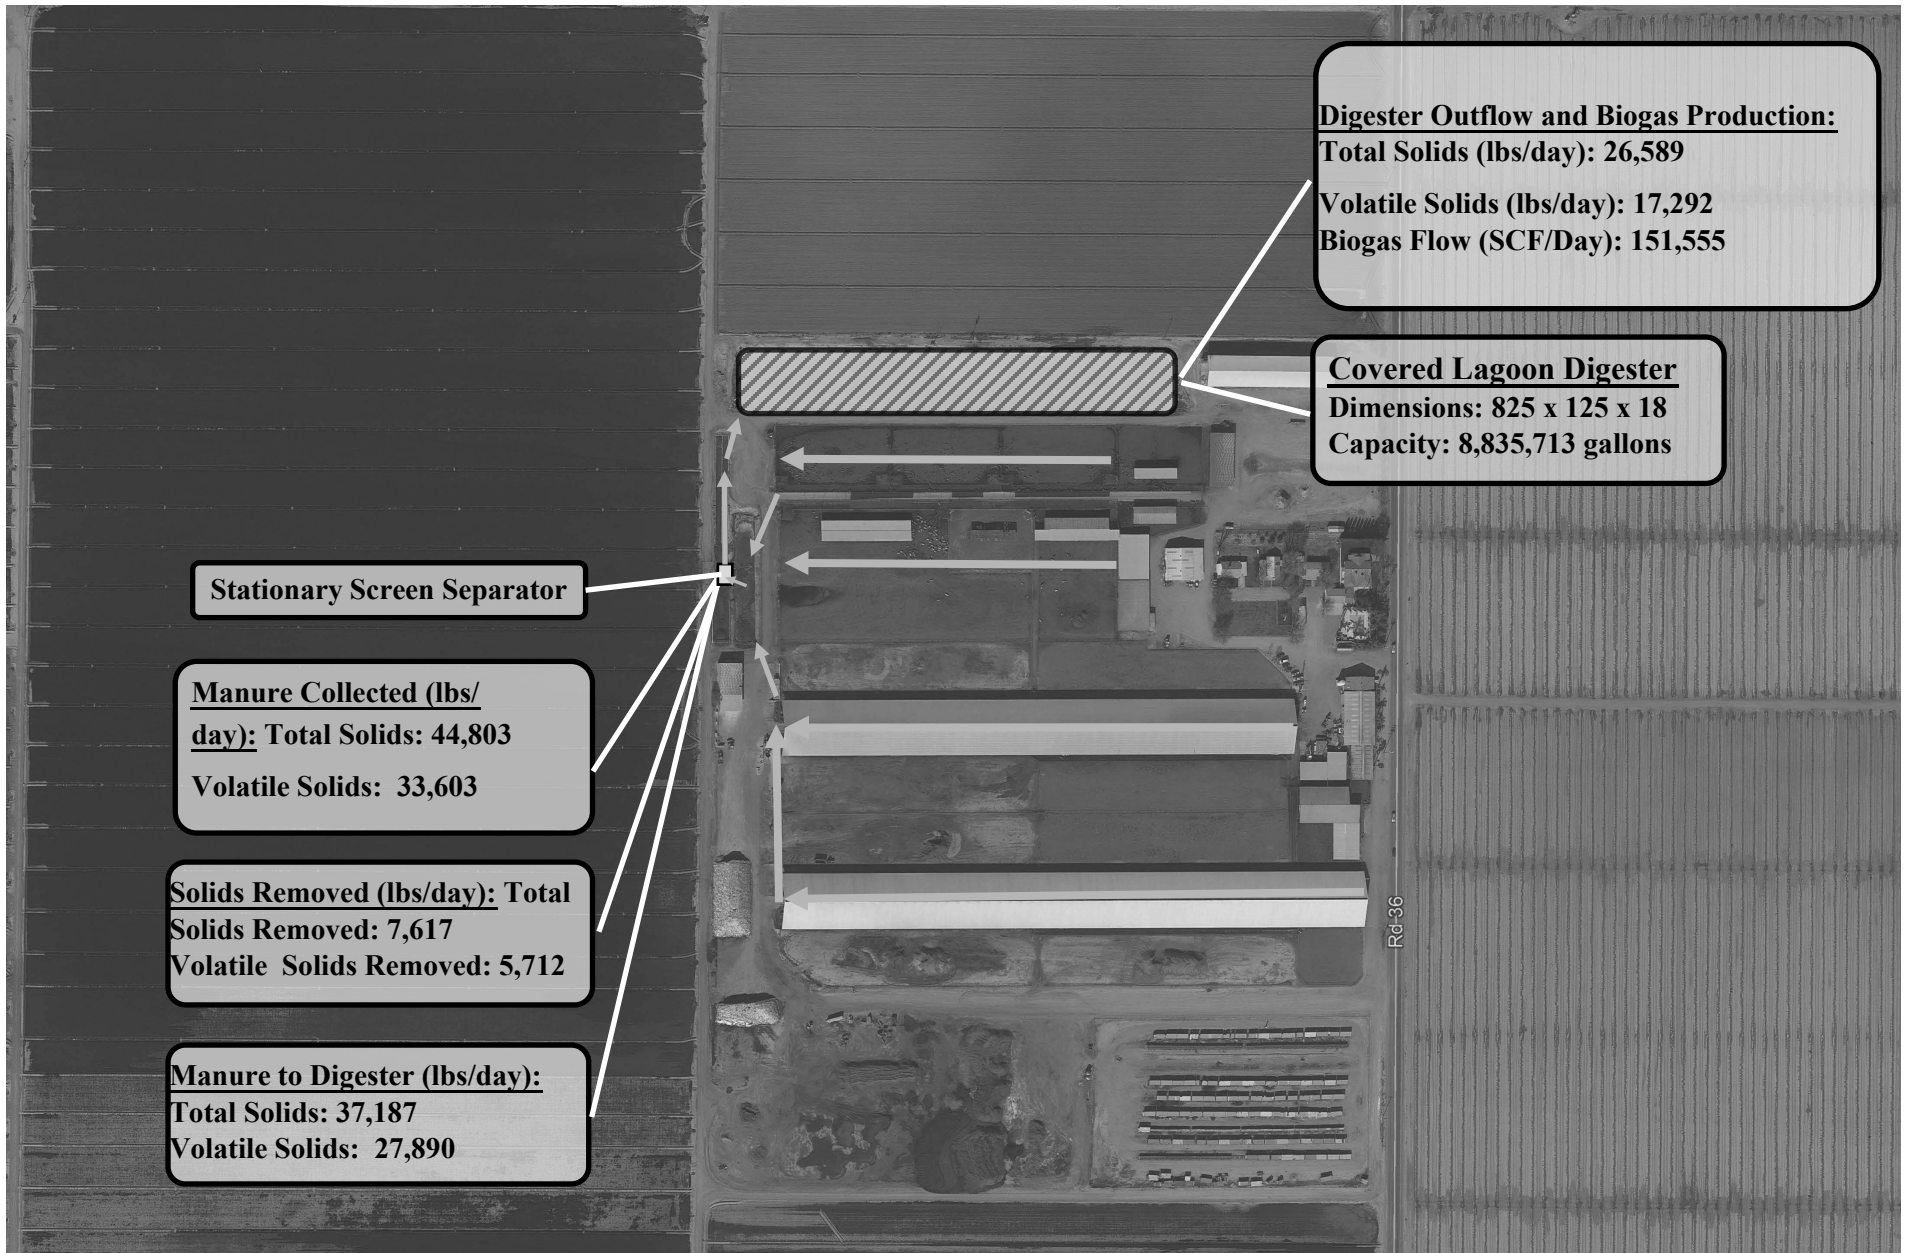 Digester Outflow and Biogas Production:
Total Solids (lbs/day): 26,589
Volatile Solids (lbs/day): 17,292
Biogas Flow (SCF/Day): 151,555
Covered Lagoon Digester
Dimensions: 825 x 125 x 18
Capacity: 8,835,713 gallons
Stationary Screen Separator
Manure Collected (lbs/
day): Total Solids: 44,803
Volatile Solids:  33,603
Solids Removed (lbs/day): Total
Solids Removed: 7,617
Volatile  Solids Removed: 5,712
Manure to Digester (lbs/day):
Total Solids: 37,187
Volatile Solids:  27,890
Rd-36